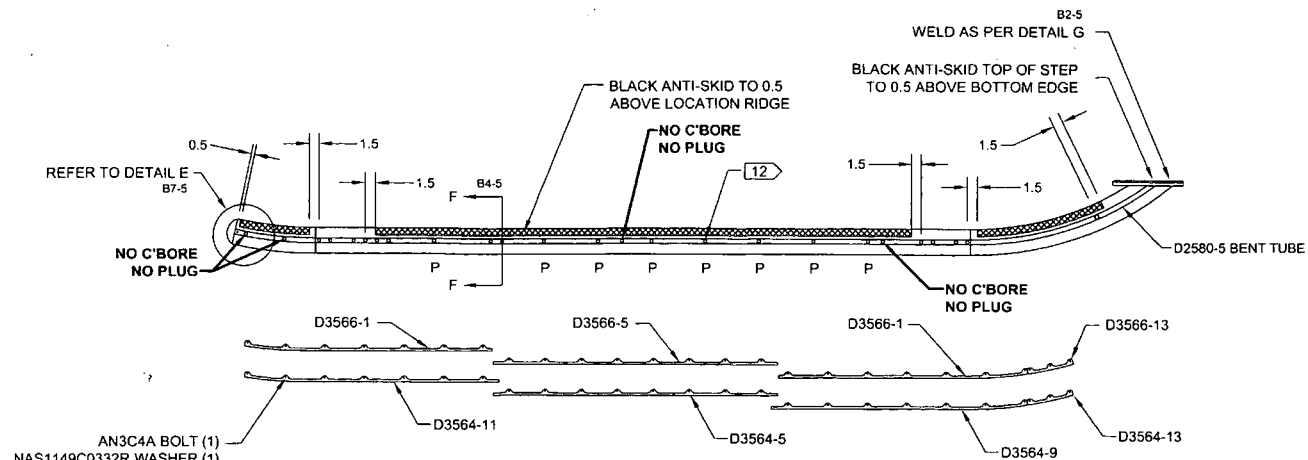 B2-5
WELD AS PER DETAIL G
BLACK ANTI-SKID TOP OF STEP
TO 0.5 ABOVE BOTTOM EDGE
BLACK ANTI-SKID TO 0.5
ABOVE LOCATION RIDGE
NO C'BORE
NO PLUG
0.5
1.5
REFER TO DETAIL E
B7-5
1.5
F
B4-5
12
1.5
1.5
1.5
D2580-5 BENT TUBE
NO C'BORE
NO PLUG
P
F
P
P
P
P
P
P
P
NO C'BORE
NO PLUG
D3566-1
D3566-5
D3566-1
D3566-13
D3564-11
D3564-5
D3564-9
D3564-13
AN3C4A BOLT (1)
NAS1149C0332R WASHER (1)